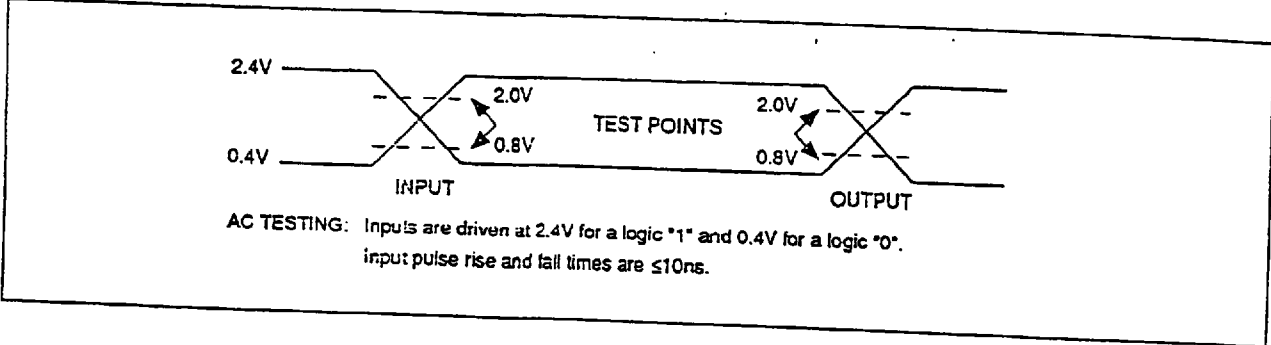 2.4V
2.0V
2.0V
TEST POINTS
0.8V
0.8V
0.4V
INPUT
OUTPUT
AC TESTING: Inputs are driven at 2.4V for a logic "1" and 0.4V for a logic "0".
Input pulse rise and fall times are ≤10ns.